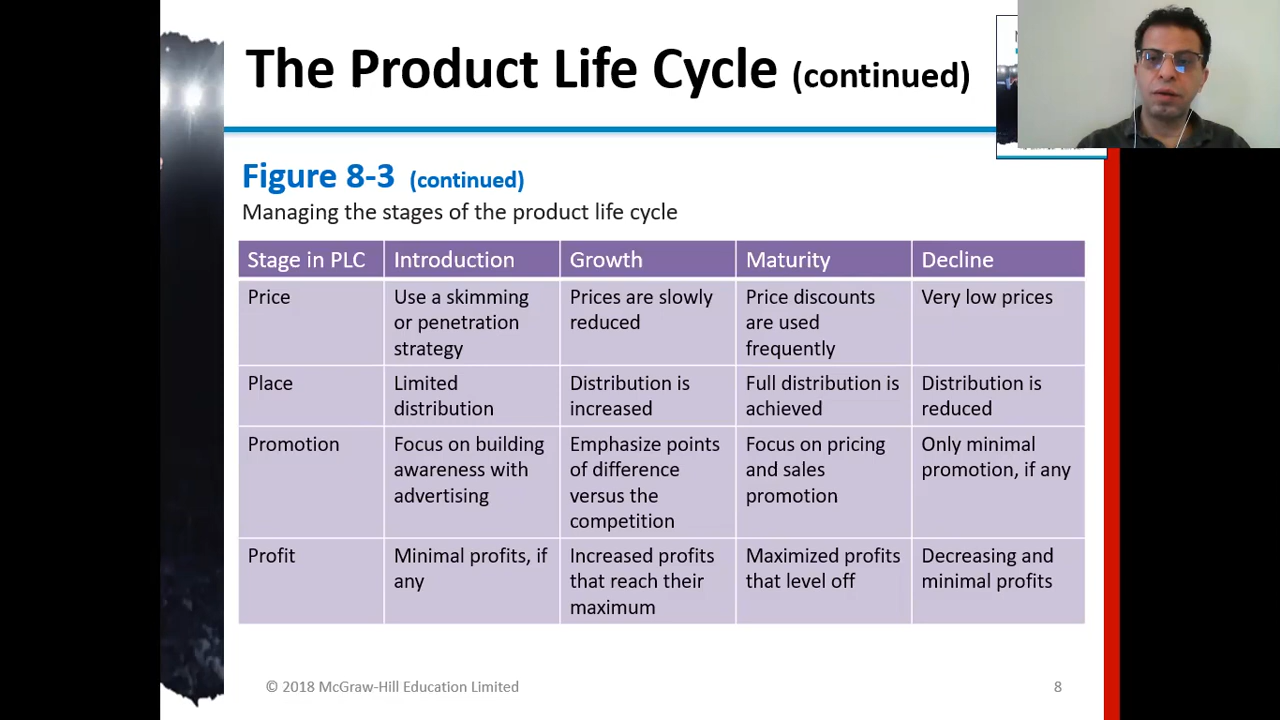 The Product Life Cycle (continued)
Figure 8-3 (continued)
Managing the stages of the product life cycle
Stage in PLC
Introduction
Growth
Maturity
Decline
Price
Use a skimming
or penetration
strategy
Prices are slowly
reduced
Price discounts
are used
frequently
Very low prices
Place
Limited
distribution
Distribution is
increased
Full distribution is
achieved
Distribution is
reduced
Promotion
Focus on building
awareness with
advertising
Emphasize points
of difference
versus the
competition
Focus on pricing
and sales
promotion
Only minimal
promotion, if any
Profit
Minimal profits, if
any
Increased profits
that reach their
maximum
Maximized profits
that level off
Decreasing and
minimal profits
© 2018 McGraw-Hill Education Limited
8